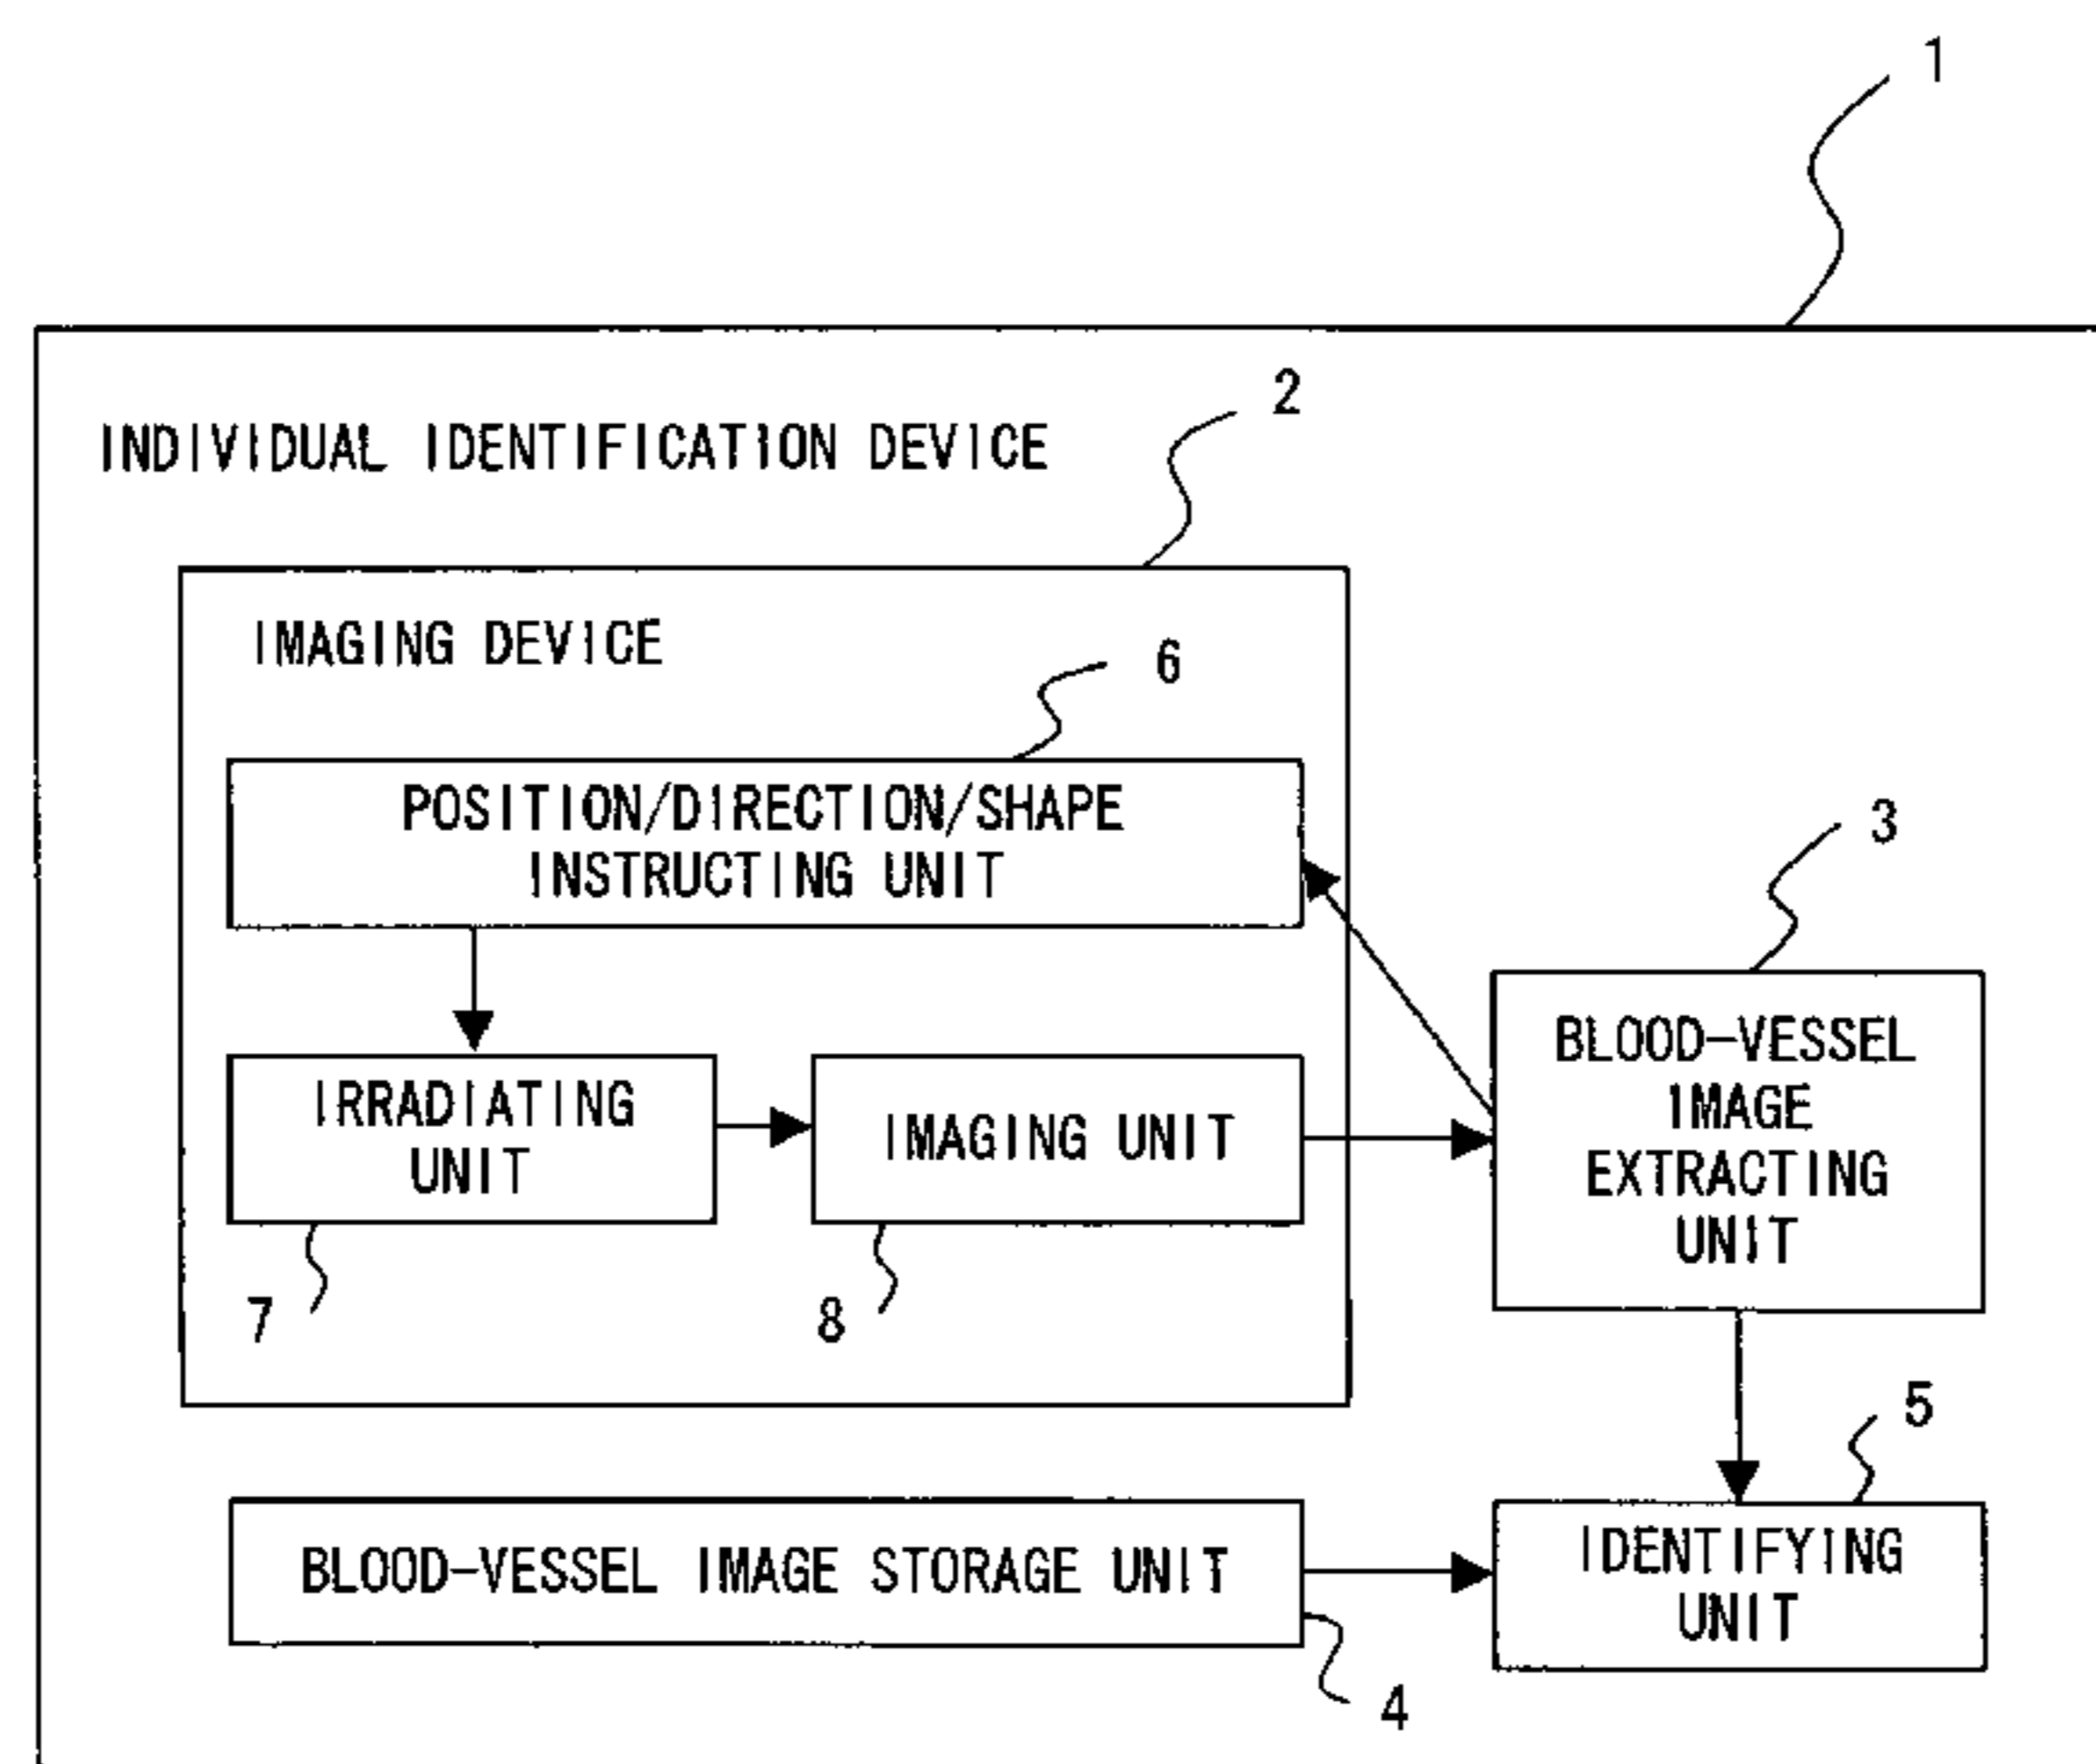 1
2
INDIVIDUAL IDENTIFICATION DEVICE
IMAGING DEVICE
6
POSITION/DIRECTION/SHAPE
INSTRUCTING UNIT
3
IRRADIATING
UNIT
IMAGING UNIT
BLOOD-VESSEL
IMAGE
EXTRACTING
UNIT
7
8
5
BLOOD-VESSEL IMAGE STORAGE UNIT
IDENTIFYING
UNIT
4